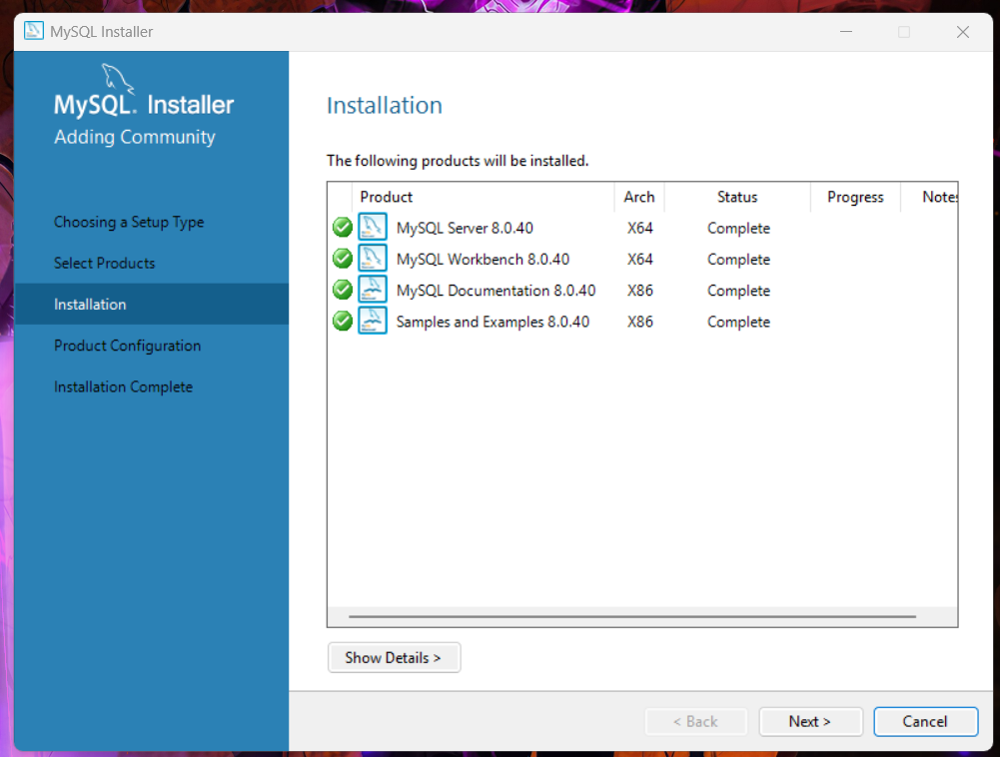 MySQL Installer
MySQL. Installer
Adding Community
Choosing a Setup Type
Select Products
Installation
Product Configuration
Installation Complete
Installation
The following products will be installed.
Product Arch Status Progress Notes
MySQL Server 8.0.40 X64 Complete
MySQL Workbench 8.0.40 X64 Complete
MySQL Documentation 8.0.40 X86 Complete
Samples and Examples 8.0.40 X86 Complete
Show Details >
< Back Next > Cancel